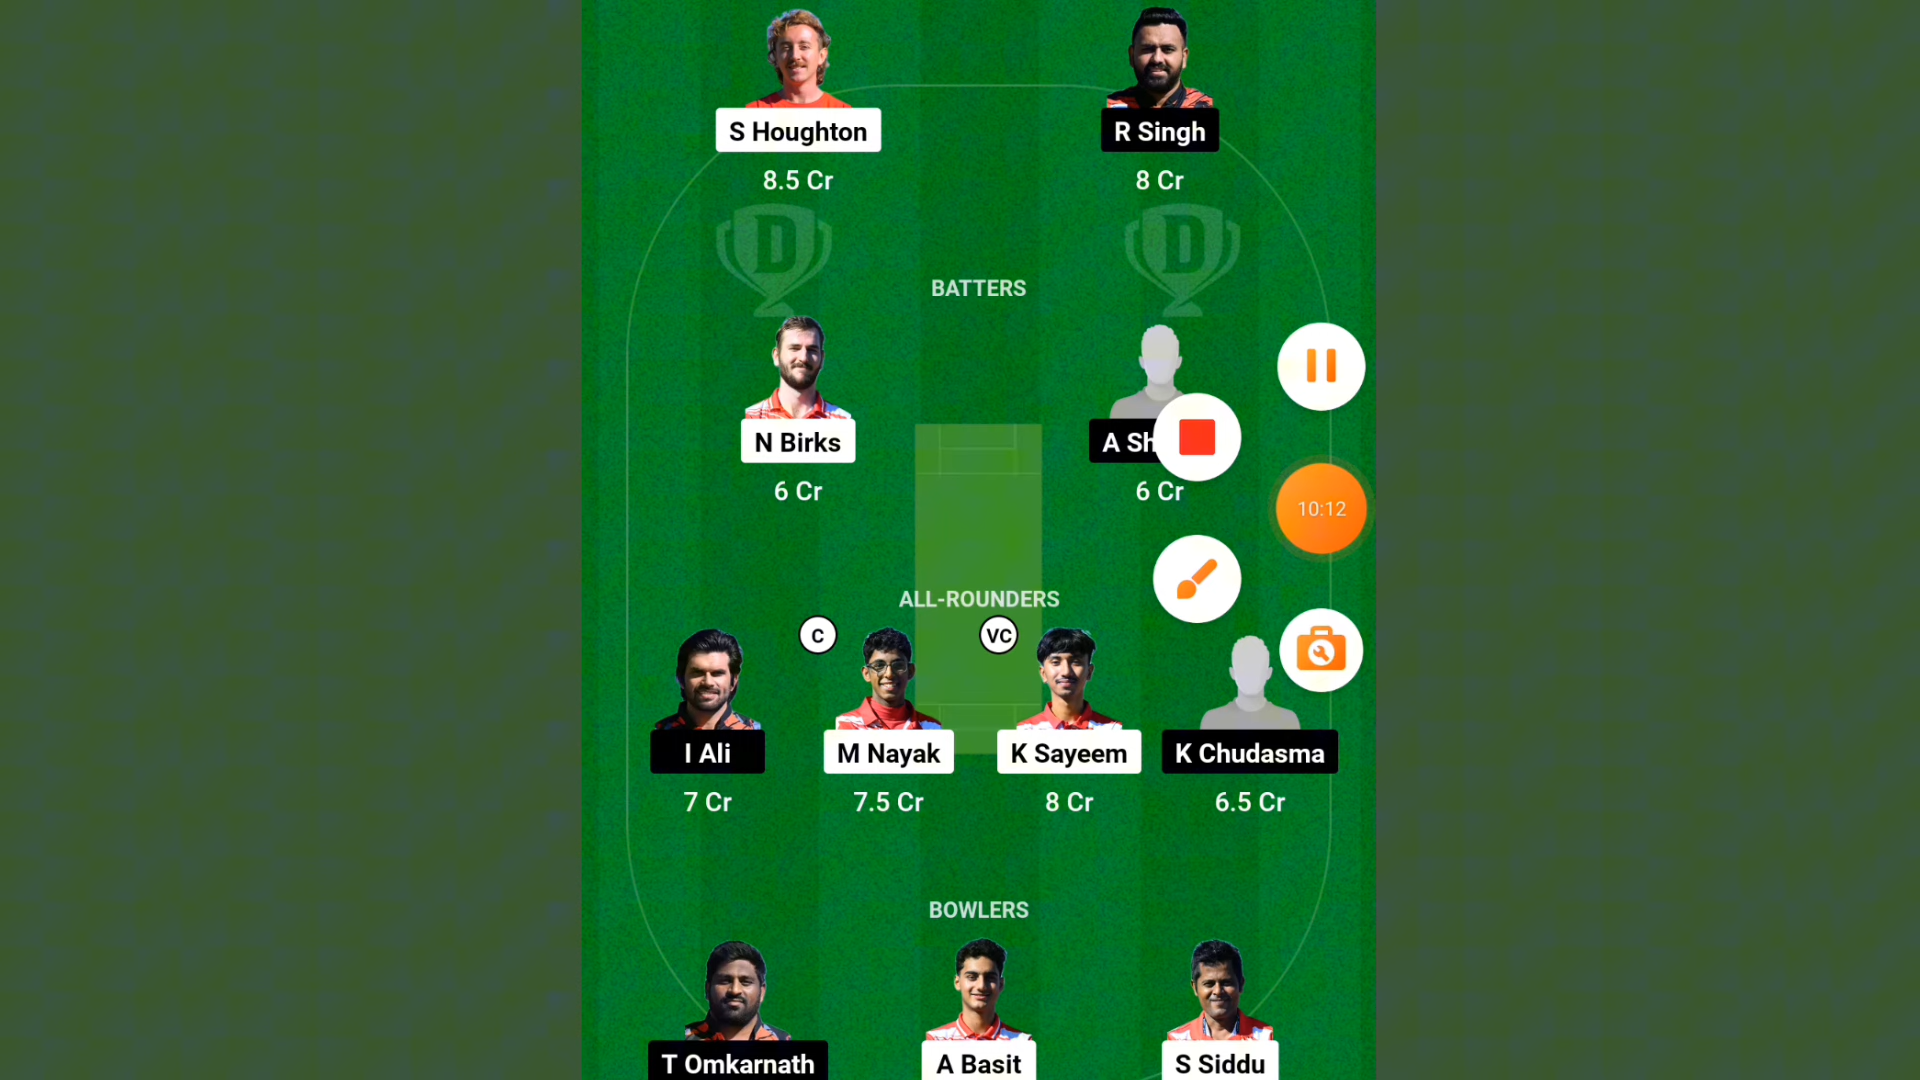 S Houghton
R Singh
8.5 Cr
8 Cr
D
D
BATTERS
N Birks
A Sh
6 Cr
6 Cr
10:12
ALL-ROUNDERS
C
VC
I Ali
M Nayak
K Sayeem
K Chudasma
7 Cr
7.5 Cr
8 Cr
6.5 Cr
BOWLERS
T Omkarnath
A Basit
S Siddu